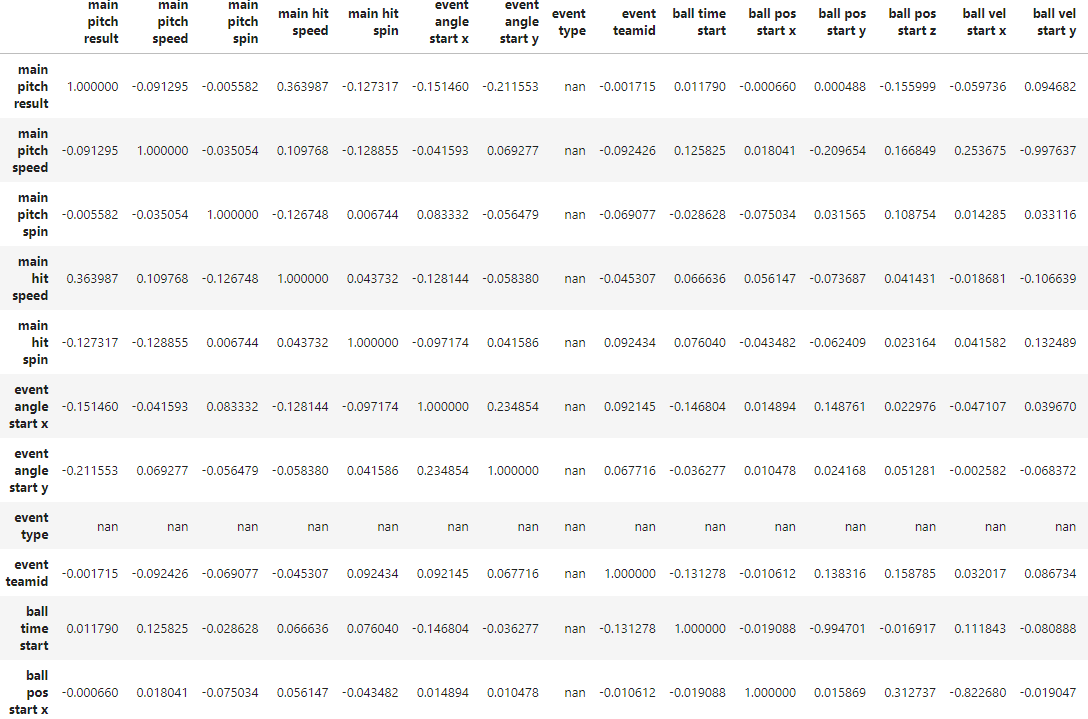 main pitch result main pitch speed main pitch spin main hit speed main hit spin event angle start x event angle start y event type event teamid ball time start ball pos start x ball pos start y ball pos start z ball vel start x ball vel start y
main pitch result 1.000000 -0.091295 -0.005582 0.363987 -0.127317 -0.151460 -0.211553 nan -0.001715 0.011790 -0.000660 0.000488 -0.155999 -0.059736 0.094682
main pitch speed -0.091295 1.000000 -0.035054 0.109768 -0.128855 -0.041593 0.069277 nan -0.092426 0.125825 0.018041 -0.209654 0.166849 0.253675 -0.997637
main pitch spin -0.005582 -0.035054 1.000000 -0.126748 0.006744 0.083332 -0.056479 nan -0.069077 -0.028628 -0.075034 0.031565 0.108754 0.014285 0.033116
main hit speed 0.363987 0.109768 -0.126748 1.000000 0.043732 -0.128144 -0.058380 nan -0.045307 0.066636 0.056147 -0.073687 0.041431 -0.018681 -0.106639
main hit spin -0.127317 -0.128855 0.006744 0.043732 1.000000 -0.097174 0.041586 nan 0.092434 0.076040 -0.043482 -0.062409 0.023164 0.041582 0.132489
event angle start x -0.151460 -0.041593 0.083332 -0.128144 -0.097174 1.000000 0.234854 nan 0.092145 -0.146804 0.014894 0.148761 0.022976 -0.047107 0.039670
event angle start y -0.211553 0.069277 -0.056479 -0.058380 0.041586 0.234854 1.000000 nan 0.067716 -0.036277 0.010478 0.024168 0.051281 -0.002582 -0.068372
event type nan nan nan nan nan nan nan nan nan nan nan nan nan nan nan
event teamid -0.001715 -0.092426 -0.069077 -0.045307 0.092434 0.092145 0.067716 nan 1.000000 -0.131278 -0.010612 0.138316 0.158785 0.032017 0.086734
ball time start 0.011790 0.125825 -0.028628 0.066636 0.076040 -0.146804 -0.036277 nan -0.131278 1.000000 -0.019088 -0.994701 -0.016917 0.111843 -0.080888
ball pos start x -0.000660 0.018041 -0.075034 0.056147 -0.043482 0.014894 0.010478 nan -0.010612 -0.019088 1.000000 0.015869 0.312737 -0.822680 -0.019047